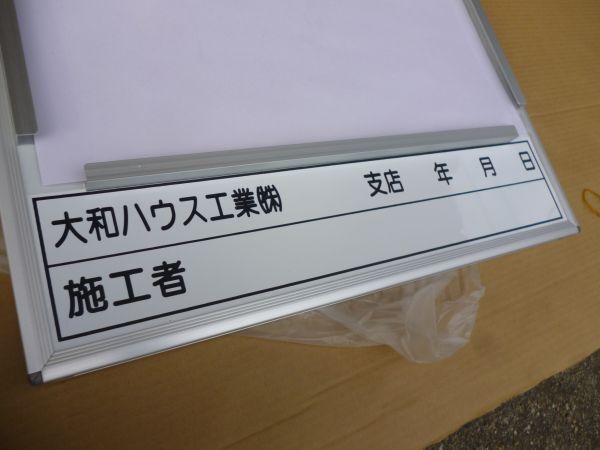 大和ハウス工業㈱ 支店 年 月 日
施工者